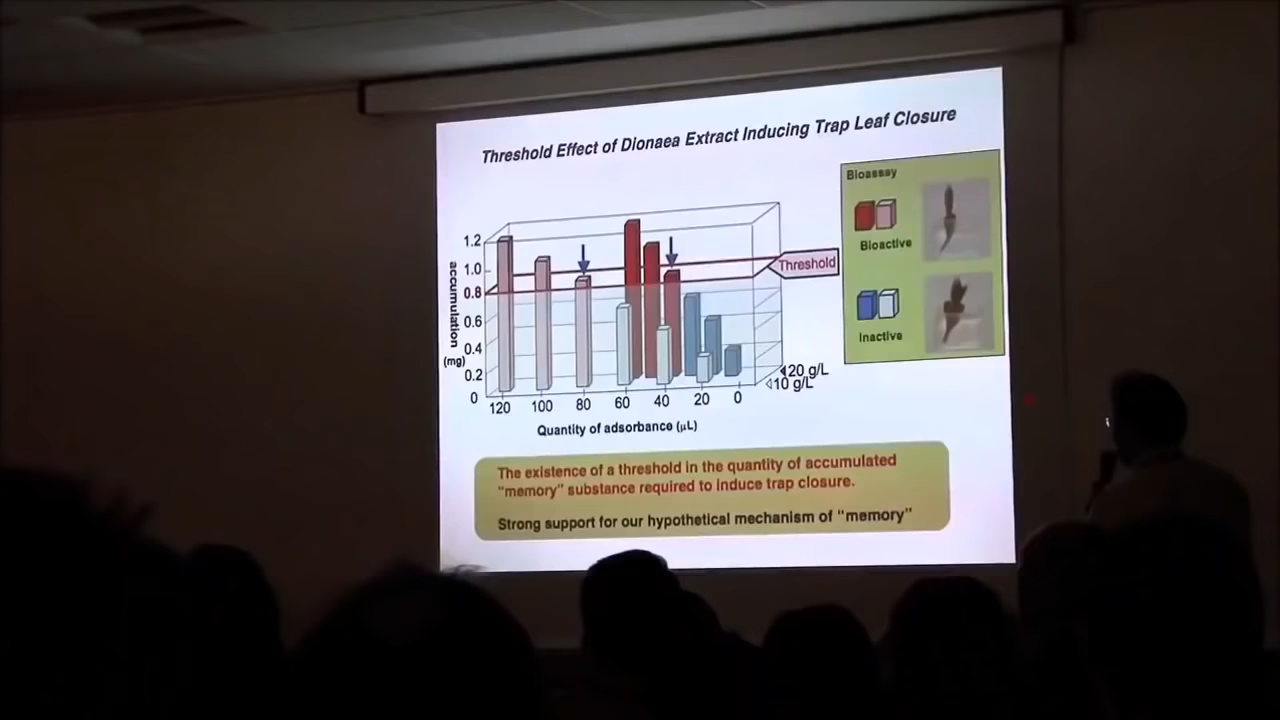 Threshold Effect of Dionaea Extract Inducing Trap Leaf Closure
Bioassay
Bioactive
Inactive
Threshold
accumulation
(mg)
1.2
1.0
0.8
0.6
0.4
0.2
0
120 100 80 60 40 20 0
20 g/L
10 g/L
Quantity of adsorbance (μL)
The existence of a threshold in the quantity of accumulated
"memory" substance required to induce trap closure.
Strong support for our hypothetical mechanism of "memory"